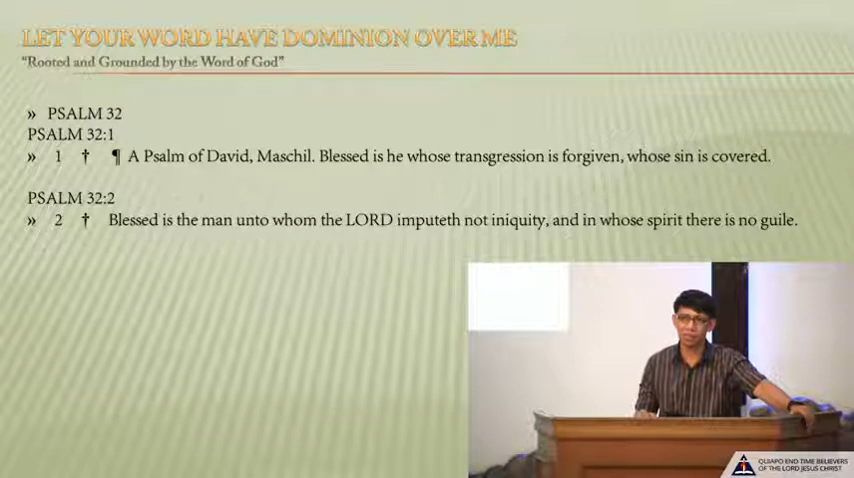 LET YOUR WORD HAVE DOMINION OVER ME
“Rooted and Grounded by the Word of God”
» PSALM 32
PSALM 32:1
» 1 † ¶ A Psalm of David, Maschil. Blessed is he whose transgression is forgiven, whose sin is covered.
PSALM 32:2
» 2 † Blessed is the man unto whom the LORD imputeth not iniquity, and in whose spirit there is no guile.
QUIAPO END TIME BELIEVERS
OF THE LORD JESUS CHRIST